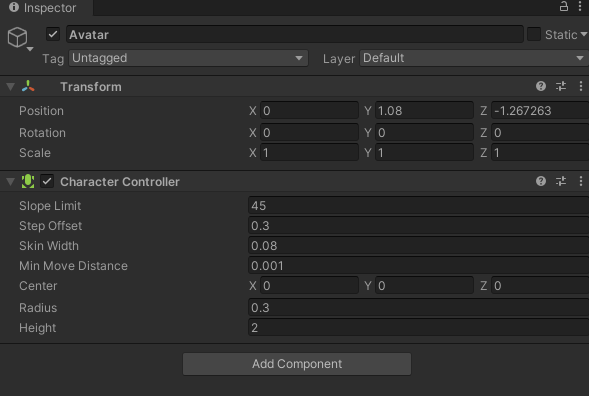 Inspector
Avatar Static
Tag Untagged Layer Default
Transform
Position X 0 Y 1.08 Z -1.267263
Rotation X 0 Y 0 Z 0
Scale X 1 Y 1 Z 1
Character Controller
Slope Limit 45
Step Offset 0.3
Skin Width 0.08
Min Move Distance 0.001
Center X 0 Y 0 Z 0
Radius 0.3
Height 2
Add Component